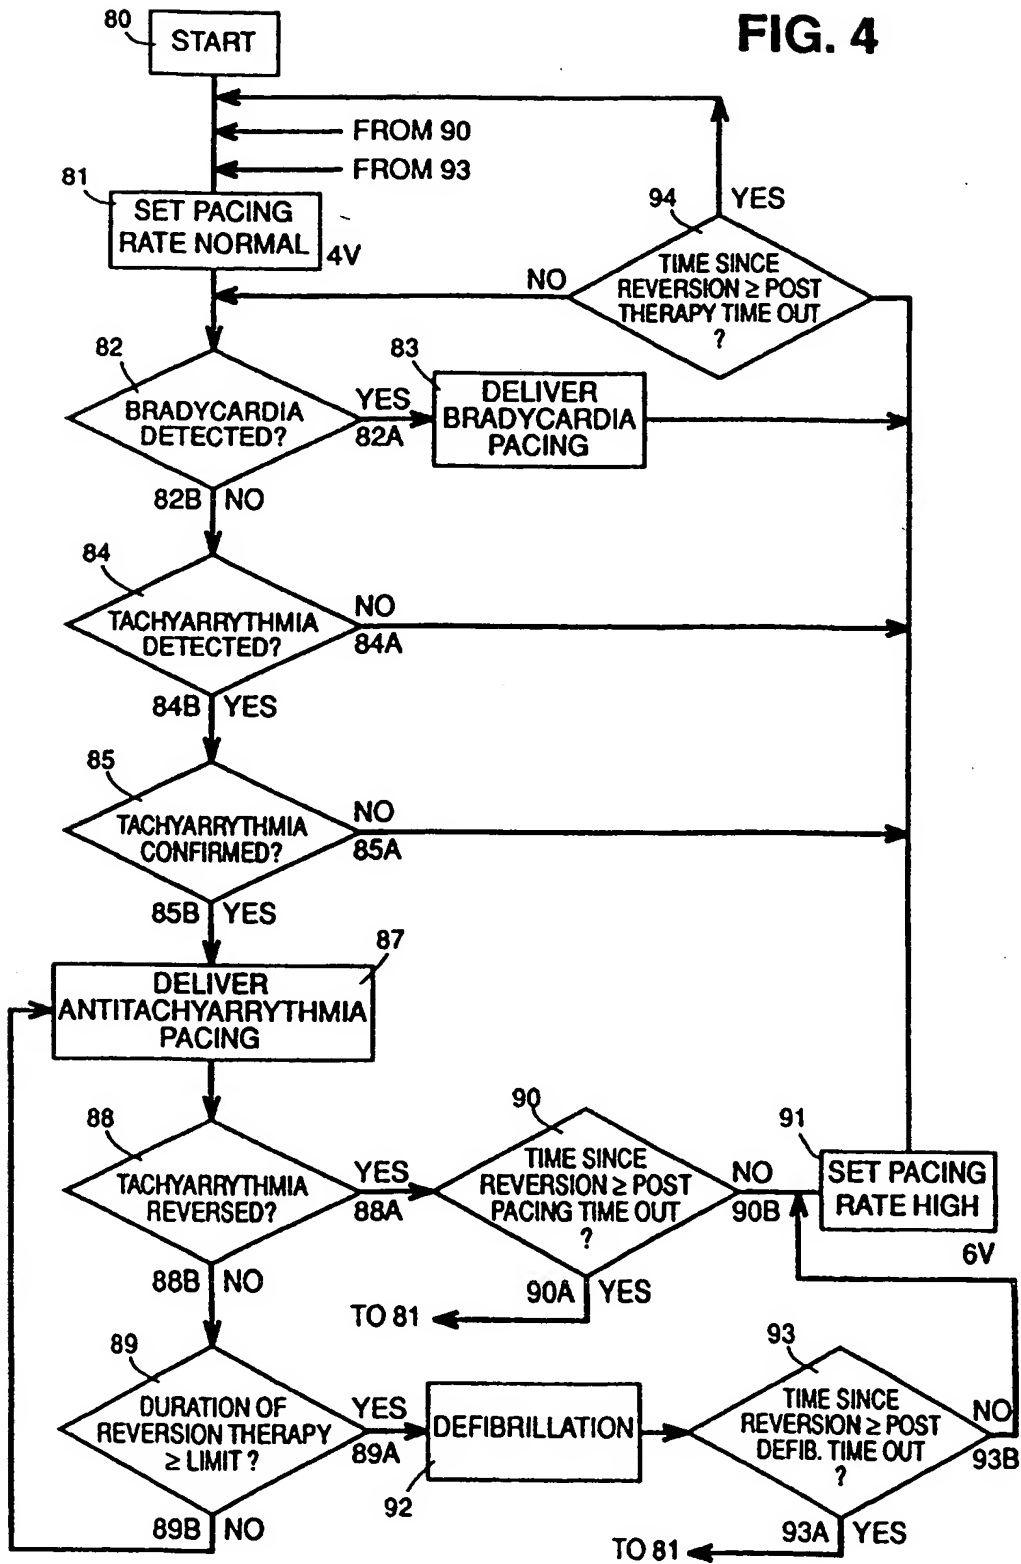 FIG. 4
80
START
FROM 90
FROM 93
81
SET PACING
RATE NORMAL
4V
94
YES
NO
TIME SINCE
REVERSION ≥ POST
THERAPY TIME OUT
?
82
BRADYCARDIA
DETECTED?
YES
82A
83
DELIVER
BRADYCARDIA
PACING
82B NO
84
TACHYARRYTHMIA
DETECTED?
NO
84A
84B YES
85
TACHYARRYTHMIA
CONFIRMED?
NO
85A
85B YES
87
DELIVER
ANTITACHYARRYTHMIA
PACING
88
TACHYARRYTHMIA
REVERSED?
YES
88A
88B NO
90
TIME SINCE
REVERSION ≥ POST
PACING TIME OUT
?
NO
90B
90A YES
TO 81
91
SET PACING
RATE HIGH
6V
89
DURATION OF
REVERSION THERAPY
≥ LIMIT ?
YES
89A
89B NO
DEFIBRILLATION
92
93
TIME SINCE
REVERSION ≥ POST
DEFIB. TIME OUT
?
NO
93B
93A YES
TO 81